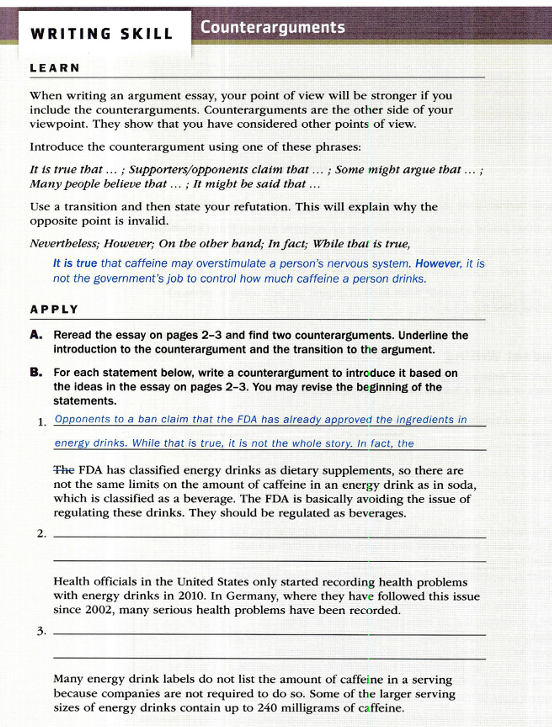 WRITING SKILL
Counterarguments
LEARN
When writing an argument essay, your point of view will be stronger if you
include the counterarguments. Counterarguments are the other side of your
viewpoint. They show that you have considered other points of view.
Introduce the counterargument using one of these phrases:
It is true that ... ; Supporters/opponents claim that ... ; Some might argue that ... ;
Many people believe that ... ; It might be said that ...
Use a transition and then state your refutation. This will explain why the
opposite point is invalid.
Nevertheless; However; On the other hand; In fact; While that is true,
It is true that caffeine may overstimulate a person's nervous system. However, it is
not the government's job to control how much caffeine a person drinks.
APPLY
A. Reread the essay on pages 2–3 and find two counterarguments. Underline the
introduction to the counterargument and the transition to the argument.
B. For each statement below, write a counterargument to introduce it based on
the ideas in the essay on pages 2–3. You may revise the beginning of the
statements.
1. Opponents to a ban claim that the FDA has already approved the ingredients in
energy drinks. While that is true, it is not the whole story. In fact, the
The FDA has classified energy drinks as dietary supplements, so there are
not the same limits on the amount of caffeine in an energy drink as in soda,
which is classified as a beverage. The FDA is basically avoiding the issue of
regulating these drinks. They should be regulated as beverages.
2.
Health officials in the United States only started recording health problems
with energy drinks in 2010. In Germany, where they have followed this issue
since 2002, many serious health problems have been recorded.
3.
Many energy drink labels do not list the amount of caffeine in a serving
because companies are not required to do so. Some of the larger serving
sizes of energy drinks contain up to 240 milligrams of caffeine.